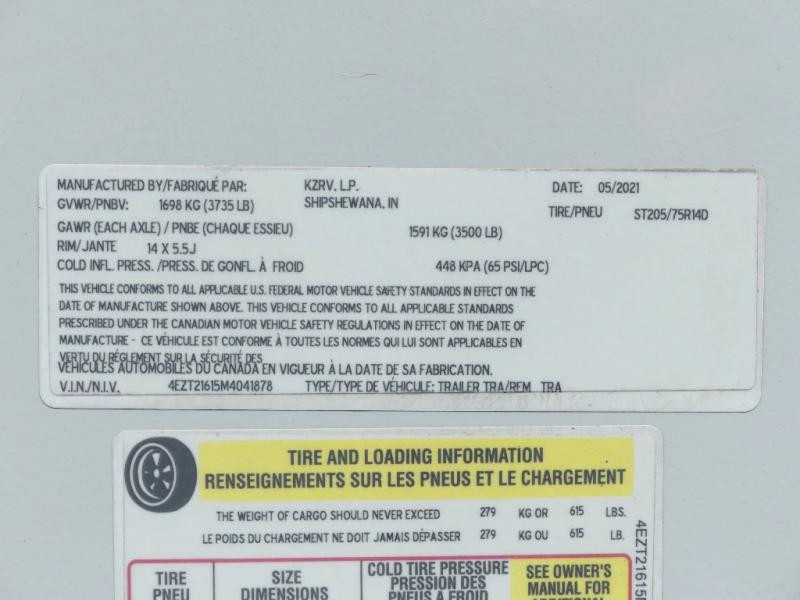 MANUFACTURED BY/FABRIQUÉ PAR: KZRV, L.P. DATE: 05/2021
GVWR/PNBV: 1698 KG (3735 LB) SHIPSHEWANA, IN TIRE/PNEU ST205/75R14D
GAWR (EACH AXLE) / PNBE (CHAQUE ESSIEU) 1591 KG (3500 LB)
RIM/JANTE 14 X 5.5J
COLD INFL. PRESS. /PRESS. DE GONFL. À FROID 448 KPA (65 PSI/LPC)
THIS VEHICLE CONFORMS TO ALL APPLICABLE U.S. FEDERAL MOTOR VEHICLE SAFETY STANDARDS IN EFFECT ON THE
DATE OF MANUFACTURE SHOWN ABOVE. THIS VEHICLE CONFORMS TO ALL APPLICABLE STANDARDS
PRESCRIBED UNDER THE CANADIAN MOTOR VEHICLE SAFETY REGULATIONS IN EFFECT ON THE DATE OF
MANUFACTURE - CE VÉHICULE EST CONFORME À TOUTES LES NORMES QUI LUI SONT APPLICABLES EN
VERTU DU RÉGLEMENT SUR LA SÉCURITÉ DES
VÉHICULES AUTOMOBILES DU CANADA EN VIGUEUR À LA DATE DE SA FABRICATION.
V.I.N./N.I.V. 4EZT21615M4041878 TYPE/TYPE DE VÉHICULE: TRAILER TRA/REM TRA
TIRE AND LOADING INFORMATION
RENSEIGNEMENTS SUR LES PNEUS ET LE CHARGEMENT
THE WEIGHT OF CARGO SHOULD NEVER EXCEED 279 KG OR 615 LBS.
LE POIDS DU CHARGEMENT NE DOIT JAMAIS DÉPASSER 279 KG OU 615 LB.
4EZT21615
TIRE SIZE COLD TIRE PRESSURE SEE OWNER'S
PNEU DIMENSIONS PRESSION DES MANUAL FOR
PNEUS A FROID ADDITIONAL